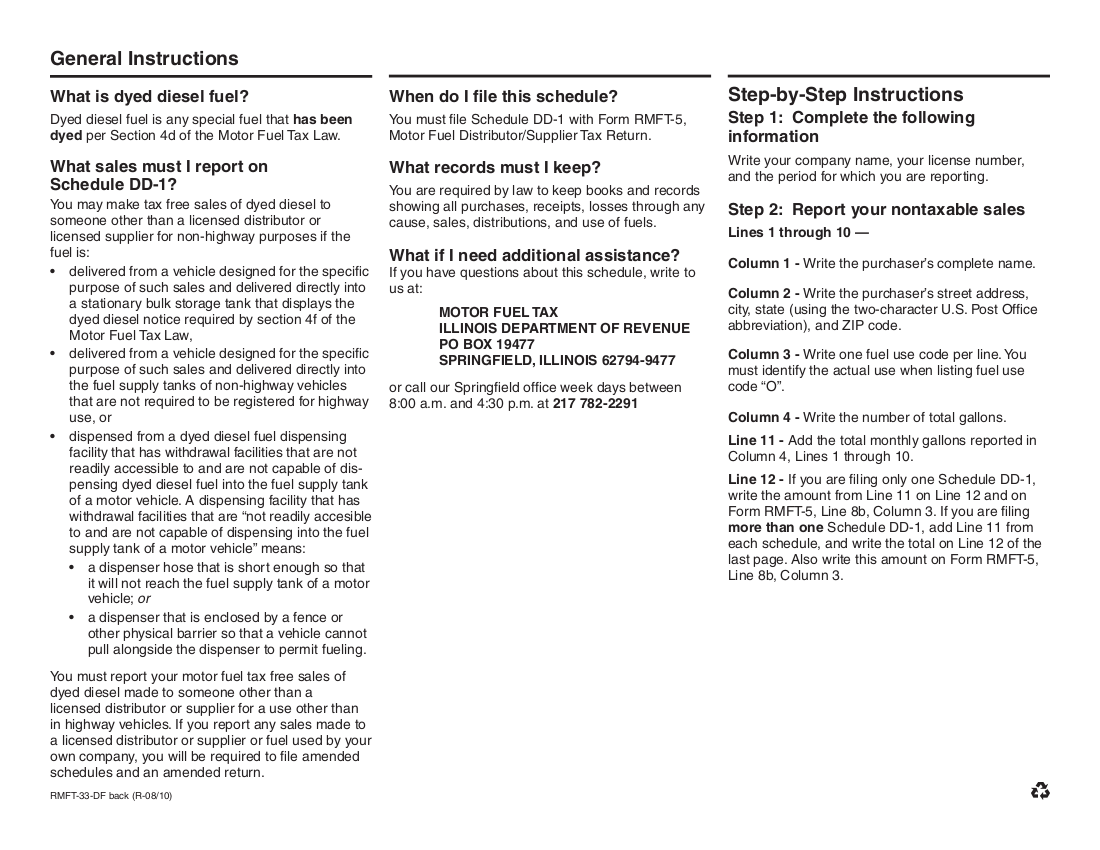 General Instructions
What is dyed diesel fuel?
Dyed diesel fuel is any special fuel that has been
dyed per Section 4d of the Motor Fuel Tax Law.
What sales must I report on
Schedule DD-1?
You may make tax free sales of dyed diesel to
someone other than a licensed distributor or
licensed supplier for non-highway purposes if the
fuel is:
• delivered from a vehicle designed for the specific
purpose of such sales and delivered directly into
a stationary bulk storage tank that displays the
dyed diesel notice required by section 4f of the
Motor Fuel Tax Law,
• delivered from a vehicle designed for the specific
purpose of such sales and delivered directly into
the fuel supply tanks of non-highway vehicles
that are not required to be registered for highway
use, or
• dispensed from a dyed diesel fuel dispensing
facility that has withdrawal facilities that are not
readily accessible to and are not capable of dis-
pensing dyed diesel fuel into the fuel supply tank
of a motor vehicle. A dispensing facility that has
withdrawal facilities that are “not readily accesible
to and are not capable of dispensing into the fuel
supply tank of a motor vehicle” means:
• a dispenser hose that is short enough so that
it will not reach the fuel supply tank of a motor
vehicle; or
• a dispenser that is enclosed by a fence or
other physical barrier so that a vehicle cannot
pull alongside the dispenser to permit fueling.
You must report your motor fuel tax free sales of
dyed diesel made to someone other than a
licensed distributor or supplier for a use other than
in highway vehicles. If you report any sales made to
a licensed distributor or supplier or fuel used by your
own company, you will be required to file amended
schedules and an amended return.
RMFT-33-DF back (R-08/10)
When do I file this schedule?
You must file Schedule DD-1 with Form RMFT-5,
Motor Fuel Distributor/Supplier Tax Return.
What records must I keep?
You are required by law to keep books and records
showing all purchases, receipts, losses through any
cause, sales, distributions, and use of fuels.
What if I need additional assistance?
If you have questions about this schedule, write to
us at:
MOTOR FUEL TAX
ILLINOIS DEPARTMENT OF REVENUE
PO BOX 19477
SPRINGFIELD, ILLINOIS 62794-9477
or call our Springfield office week days between
8:00 a.m. and 4:30 p.m. at 217 782-2291
Step-by-Step Instructions
Step 1:  Complete the following
information
Write your company name, your license number,
and the period for which you are reporting.
Step 2:  Report your nontaxable sales
Lines 1 through 10 —
Column 1 - Write the purchaser’s complete name.
Column 2 - Write the purchaser’s street address,
city, state (using the two-character U.S. Post Office
abbreviation), and ZIP code.
Column 3 - Write one fuel use code per line. You
must identify the actual use when listing fuel use
code “O”.
Column 4 - Write the number of total gallons.
Line 11 - Add the total monthly gallons reported in
Column 4, Lines 1 through 10.
Line 12 - If you are filing only one Schedule DD-1,
write the amount from Line 11 on Line 12 and on
Form RMFT-5, Line 8b, Column 3. If you are filing
more than one Schedule DD-1, add Line 11 from
each schedule, and write the total on Line 12 of the
last page. Also write this amount on Form RMFT-5,
Line 8b, Column 3.